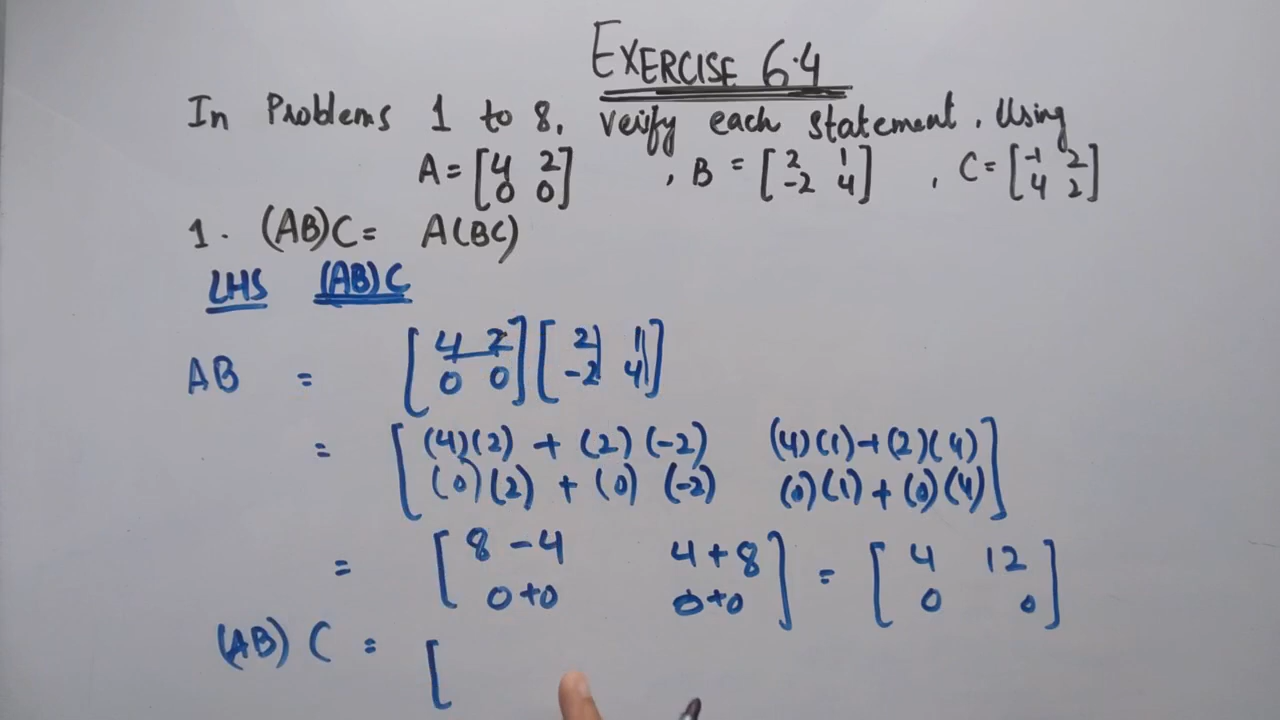 EXERCISE 6.4
In Problems 1 to 8, verify each statement. Using
A = [4 2 , B = [2 1 , C = [-1 2
0 0] -2 4] 4 2]
1. (AB)C = A(BC)
LHS (AB)C
AB = [4 2 [2 1
0 0] -2 4]
= [(4)(2) + (2)(-2) (4)(1)+(2)(4)
(0)(2) + (0)(-2) (0)(1)+(0)(4)]
= [8 - 4 4 + 8 = [4 12
0+0 0+0] 0 0]
(AB) C = [